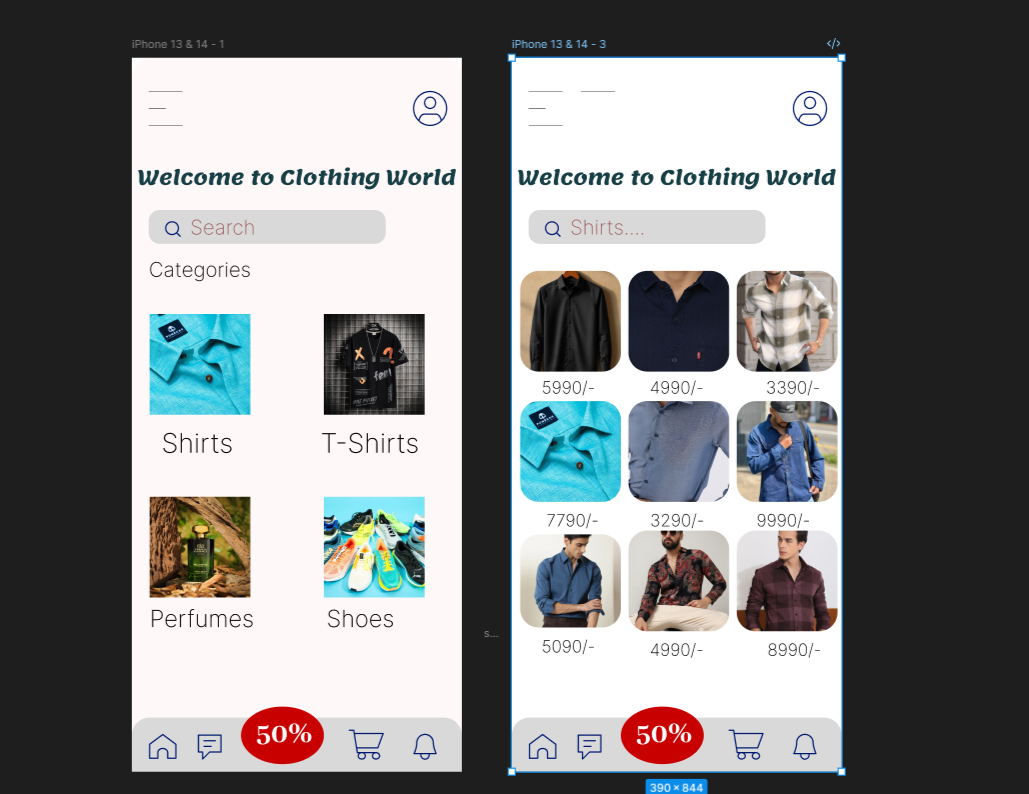 iPhone 13 & 14 - 1
iPhone 13 & 14 - 3
</>
Welcome to Clothing World
Welcome to Clothing World
Search
Shirts....
Categories
5990/-
4990/-
3390/-
Shirts
T-Shirts
7790/-
3290/-
9990/-
Perfumes
Shoes
s...
5090/-
4990/-
8990/-
50%
50%
390 × 844